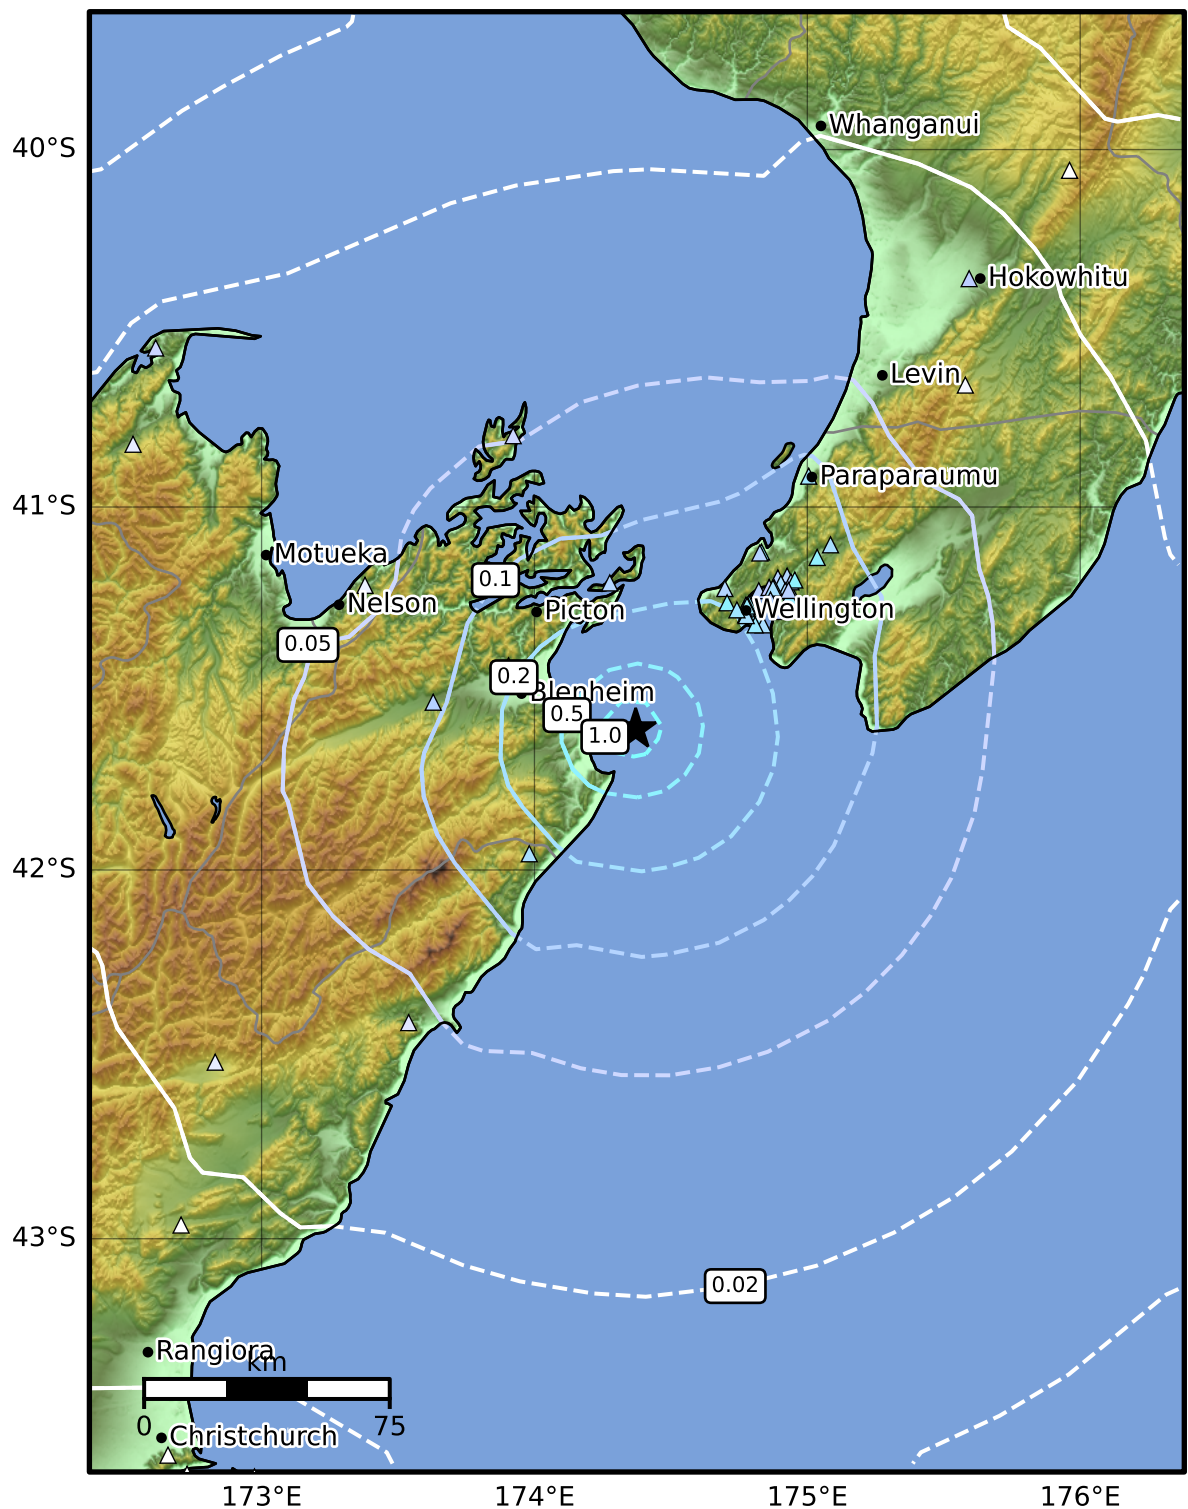 Whanganui
40°S
Hokowhitu
Levin
Paraparaumu
41°S
Motueka
0.1
Nelson
Picton
Wellington
0.05
0.2
Blenheim
0.5
1.0
42°S
43°S
0.02
Rangiora
km
0 75
Christchurch
173°E 174°E 175°E 176°E